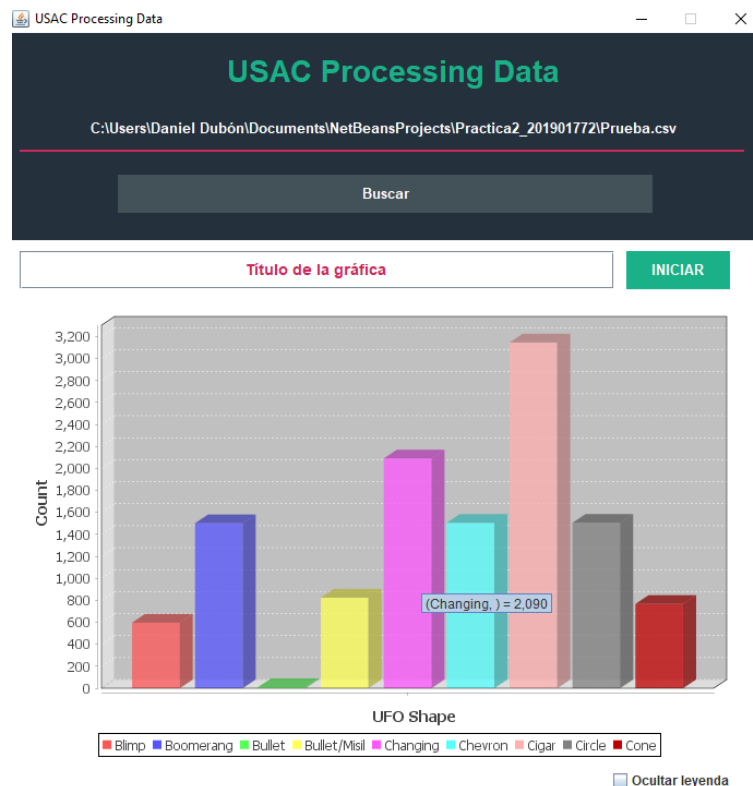 USAC Processing Data
USAC Processing Data
C:\Users\Daniel Dubón\Documents\NetBeansProjects\Practica2_201901772\Prueba.csv
Buscar
Título de la gráfica
INICIAR
3,200
3,000
2,800
2,600
2,400
2,200
2,000
1,800
1,600
1,400
1,200
1,000
800
600
400
200
0
Count
(Changing, ) = 2,090
UFO Shape
Blimp Boomerang Bullet Bullet/Misil Changing Chevron Cigar Circle Cone
Ocultar leyenda